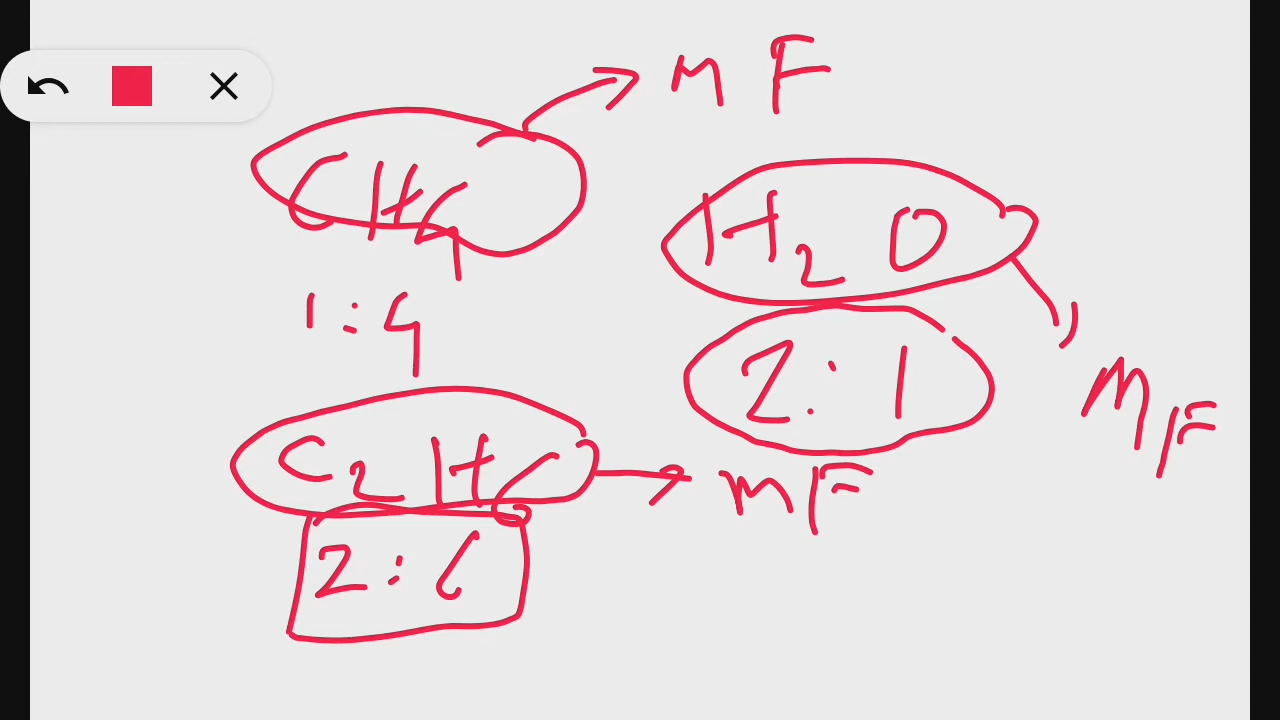 CH4 → MF
1:4
H2O → MF
2:1
C2H6 → MF
2:6